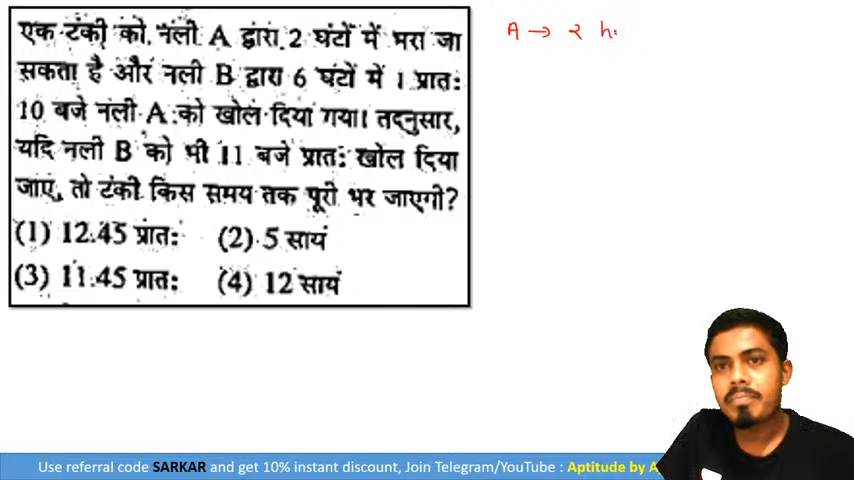 एक टंकी को नली A द्वारा 2 घंटों में भरा जा
सकता है और नली B द्वारा 6 घंटों में 1 प्रात:
10 बजे नली A को खोल दिया गया। तद्नुसार,
यदि नली B को भी 11 बजे प्रात: खोल दिया
जाए, तो टंकी किस समय तक पूरी भर जाएगी?
(1) 12.45 प्रात: (2) 5 सायं
(3) 11.45 प्रात: (4) 12 सायं
A → 2 h
Use referral code SARKAR and get 10% instant discount, Join Telegram/YouTube : Aptitude by